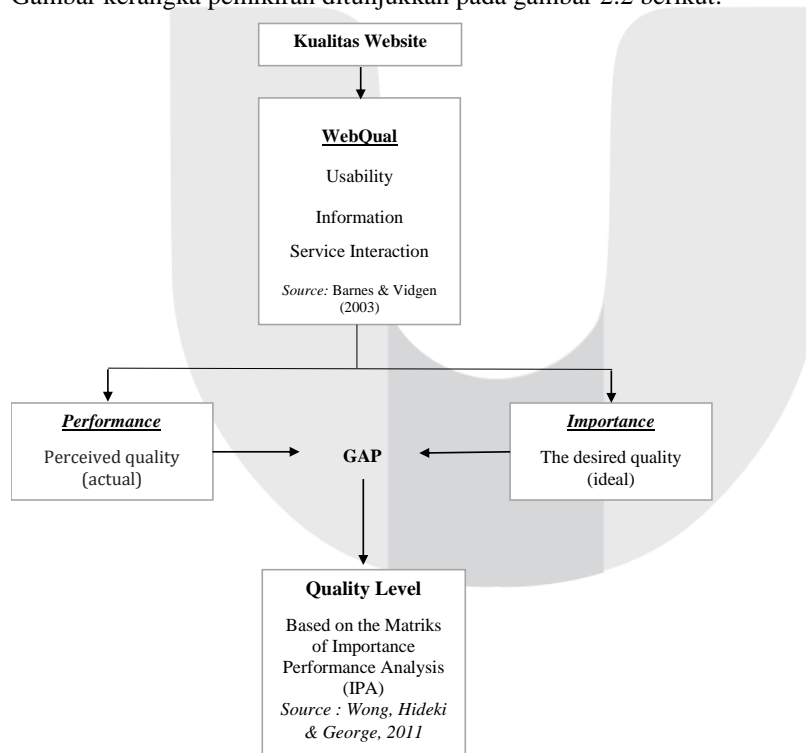 Gambar kerangka pemikiran ditunjukkan pada gambar 2.2 berikut.
Kualitas Website
WebQual
Usability
Information
Service Interaction
Source: Barnes & Vidgen
(2003)
Performance
Perceived quality
(actual)
GAP
Importance
The desired quality
(ideal)
Quality Level
Based on the Matriks
of Importance
Performance Analysis
(IPA)
Source : Wong, Hideki
& George, 2011